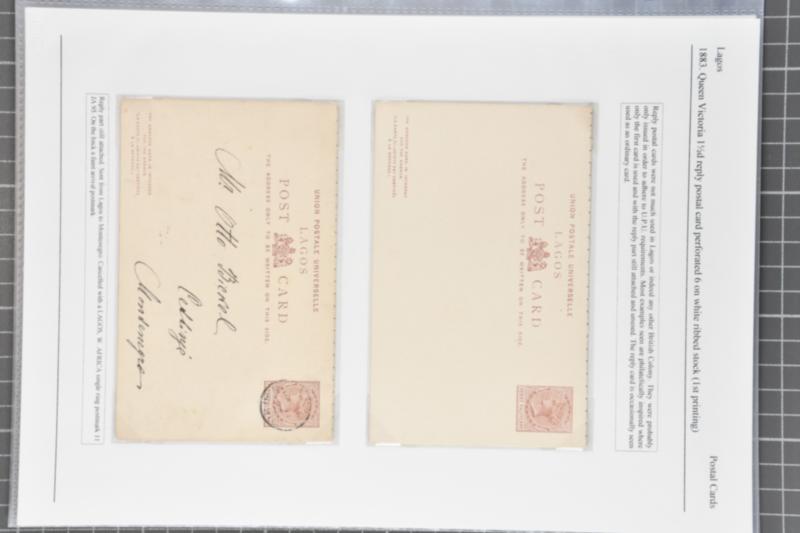 Lagos
Postal Cards
1883. Queen Victoria 1½d reply postal card perforated 6 on white ribbed stock (1st printing)
Reply postal cards were not much used in Lagos or indeed any other British Colony. They were probably
only issued in order to adhere to U.P.U. requirements. Most examples seen are philatelically inspired where
only the first card is used and with the reply part still attached and unused. The reply card is occasionally seen
used as an ordinary card.
UNION POSTALE UNIVERSELLE
LAGOS
POST CARD
THE ADDRESS ONLY TO BE WRITTEN ON THIS SIDE.
UNION POSTALE UNIVERSELLE
LAGOS
POST CARD
THE ADDRESS ONLY TO BE WRITTEN ON THIS SIDE.
Otto
Montenegro
Reply part still attached. Sent from Lagos to Montenegro. Cancelled with a LAGOS, W. AFRICA single ring postmark 11
JA 95. On the back a faint arrival postmark